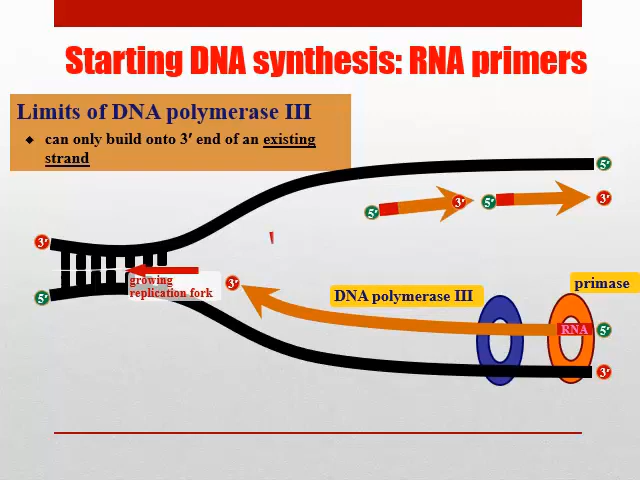 Starting DNA synthesis: RNA primers
Limits of DNA polymerase III
◆ can only build onto 3′ end of an existing
strand
5′
5′
3′
5′
3′
3′
growing
replication fork
3′
5′
DNA polymerase III
primase
RNA
5′
3′